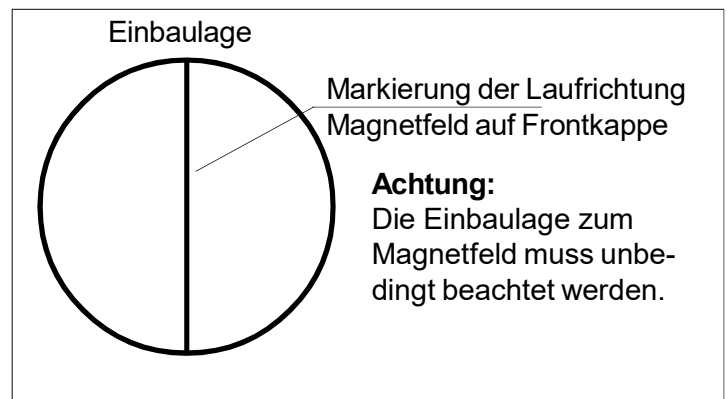 Einbaulage
Markierung der Laufrichtung
Magnetfeld auf Frontkappe
Achtung:
Die Einbaulage zum
Magnetfeld muss unbe-
dingt beachtet werden.